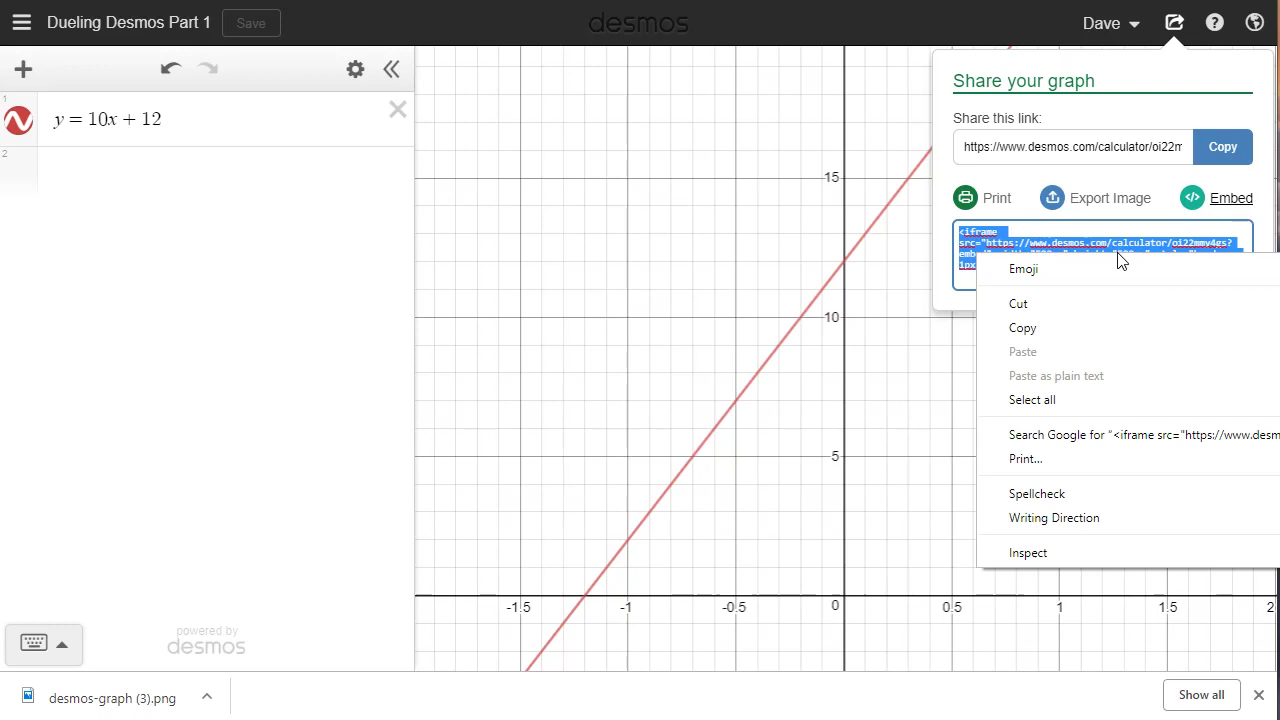 Dueling Desmos Part 1
Save
desmos
Dave
Share your graph
Share this link:
https://www.desmos.com/calculator/oi22m
Copy
Print
Export Image
Embed
<iframe
src="https://www.desmos.com/calculator/oi22mmv4gs?
1px
Emoji
Cut
Copy
Paste
Paste as plain text
Select all
Search Google for "<iframe src="https://www.desm
Print...
Spellcheck
Writing Direction
Inspect
1
y = 10x + 12
2
15
10
5
-1.5
-1
-0.5
0
0.5
1
1.5
2
powered by
desmos
desmos-graph (3).png
Show all